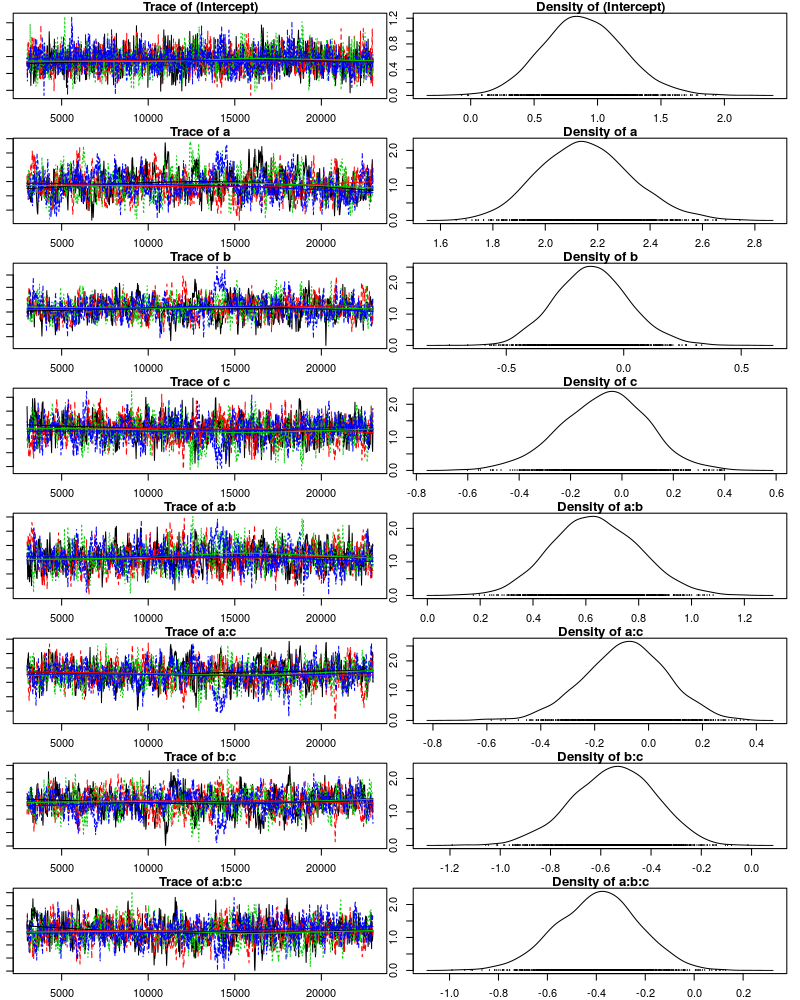 Trace of (Intercept)
Density of (Intercept)
0.0 0.4 0.8 1.2
5000 10000 15000 20000
0.0 0.5 1.0 1.5 2.0
Trace of a
Density of a
0.0 1.0 2.0
5000 10000 15000 20000
1.6 1.8 2.0 2.2 2.4 2.6 2.8
Trace of b
Density of b
0.0 1.0 2.0
5000 10000 15000 20000
-0.5 0.0 0.5
Trace of c
Density of c
0.0 1.0 2.0
5000 10000 15000 20000
-0.8 -0.6 -0.4 -0.2 0.0 0.2 0.4 0.6
Trace of a:b
Density of a:b
0.0 1.0 2.0
5000 10000 15000 20000
0.0 0.2 0.4 0.6 0.8 1.0 1.2
Trace of a:c
Density of a:c
0.0 1.0 2.0
5000 10000 15000 20000
-0.8 -0.6 -0.4 -0.2 0.0 0.2 0.4
Trace of b:c
Density of b:c
0.0 1.0 2.0
5000 10000 15000 20000
-1.2 -1.0 -0.8 -0.6 -0.4 -0.2 0.0
Trace of a:b:c
Density of a:b:c
0.0 1.0 2.0
5000 10000 15000 20000
-1.0 -0.8 -0.6 -0.4 -0.2 0.0 0.2